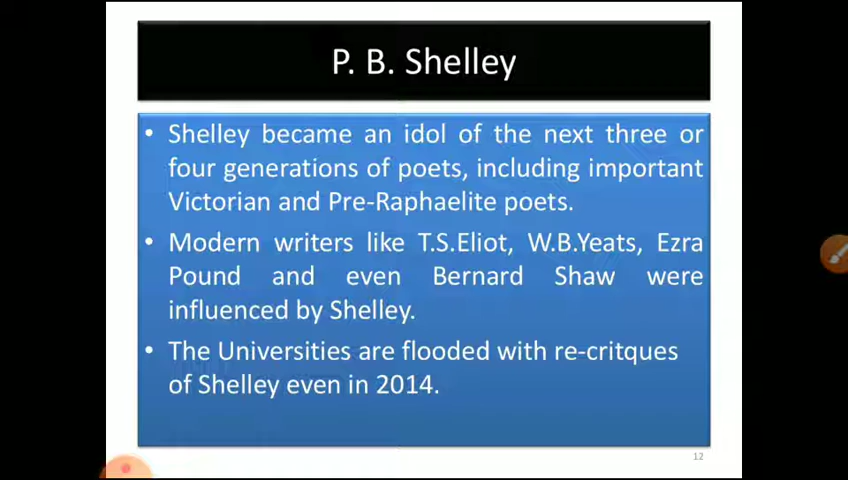 P. B. Shelley
• Shelley became an idol of the next three or
four generations of poets, including important
Victorian and Pre-Raphaelite poets.
• Modern writers like T.S.Eliot, W.B.Yeats, Ezra
Pound and even Bernard Shaw were
influenced by Shelley.
• The Universities are flooded with re-critques
of Shelley even in 2014.
12